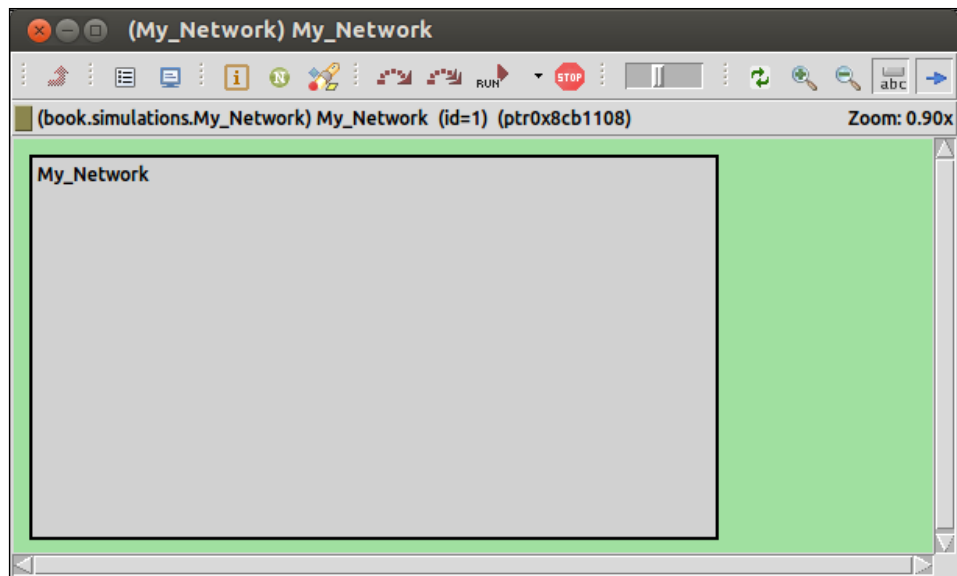 (My_Network) My_Network
i N RUN STOP abc
(book.simulations.My_Network) My_Network (id=1) (ptr0x8cb1108) Zoom: 0.90x
My_Network